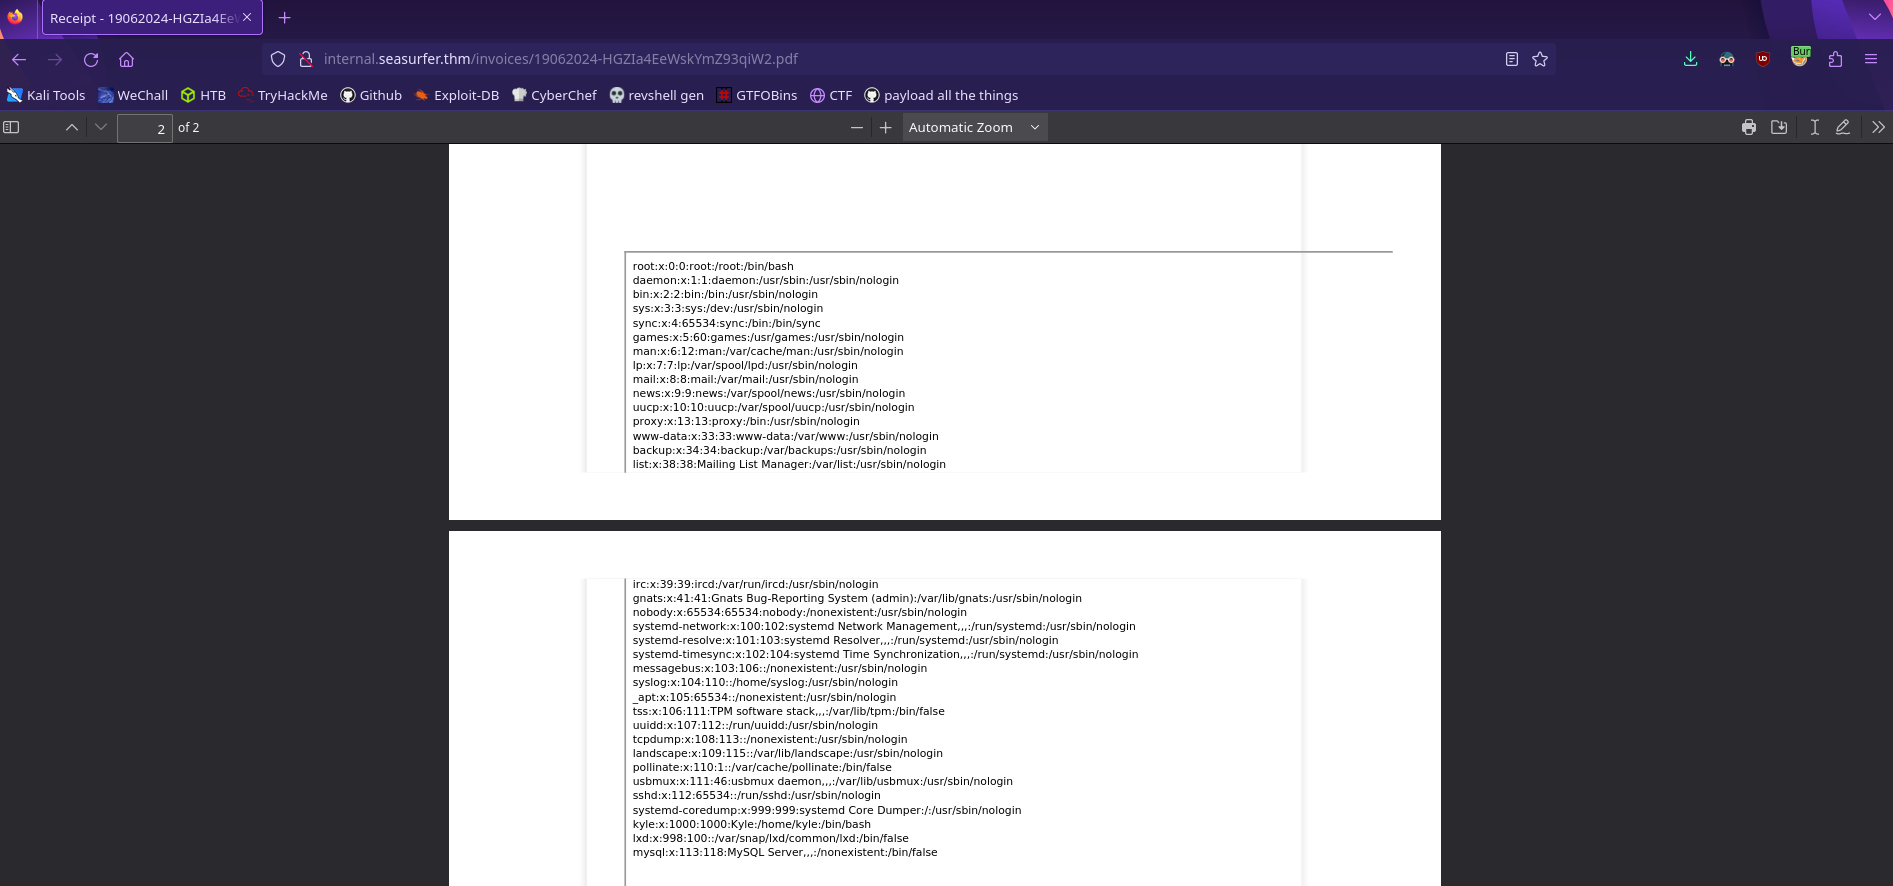 Receipt - 19062024-HGZIa4EeW
internal.seasurfer.thm/invoices/19062024-HGZIa4EeWskYmZ93qiW2.pdf
UD
Bur
Kali Tools
WeChall
HTB
TryHackMe
Github
Exploit-DB
CyberChef
revshell gen
GTFOBins
CTF
payload all the things
2 of 2
Automatic Zoom
root:x:0:0:root:/root:/bin/bash
daemon:x:1:1:daemon:/usr/sbin:/usr/sbin/nologin
bin:x:2:2:bin:/bin:/usr/sbin/nologin
sys:x:3:3:sys:/dev:/usr/sbin/nologin
sync:x:4:65534:sync:/bin:/bin/sync
games:x:5:60:games:/usr/games:/usr/sbin/nologin
man:x:6:12:man:/var/cache/man:/usr/sbin/nologin
lp:x:7:7:lp:/var/spool/lpd:/usr/sbin/nologin
mail:x:8:8:mail:/var/mail:/usr/sbin/nologin
news:x:9:9:news:/var/spool/news:/usr/sbin/nologin
uucp:x:10:10:uucp:/var/spool/uucp:/usr/sbin/nologin
proxy:x:13:13:proxy:/bin:/usr/sbin/nologin
www-data:x:33:33:www-data:/var/www:/usr/sbin/nologin
backup:x:34:34:backup:/var/backups:/usr/sbin/nologin
list:x:38:38:Mailing List Manager:/var/list:/usr/sbin/nologin
irc:x:39:39:ircd:/var/run/ircd:/usr/sbin/nologin
gnats:x:41:41:Gnats Bug-Reporting System (admin):/var/lib/gnats:/usr/sbin/nologin
nobody:x:65534:65534:nobody:/nonexistent:/usr/sbin/nologin
systemd-network:x:100:102:systemd Network Management,,,:/run/systemd:/usr/sbin/nologin
systemd-resolve:x:101:103:systemd Resolver,,,:/run/systemd:/usr/sbin/nologin
systemd-timesync:x:102:104:systemd Time Synchronization,,,:/run/systemd:/usr/sbin/nologin
messagebus:x:103:106::/nonexistent:/usr/sbin/nologin
syslog:x:104:110::/home/syslog:/usr/sbin/nologin
_apt:x:105:65534::/nonexistent:/usr/sbin/nologin
tss:x:106:111:TPM software stack,,,:/var/lib/tpm:/bin/false
uuidd:x:107:112::/run/uuidd:/usr/sbin/nologin
tcpdump:x:108:113::/nonexistent:/usr/sbin/nologin
landscape:x:109:115::/var/lib/landscape:/usr/sbin/nologin
pollinate:x:110:1::/var/cache/pollinate:/bin/false
usbmux:x:111:46:usbmux daemon,,,:/var/lib/usbmux:/usr/sbin/nologin
sshd:x:112:65534::/run/sshd:/usr/sbin/nologin
systemd-coredump:x:999:999:systemd Core Dumper:/:/usr/sbin/nologin
kyle:x:1000:1000:Kyle:/home/kyle:/bin/bash
lxd:x:998:100::/var/snap/lxd/common/lxd:/bin/false
mysql:x:113:118:MySQL Server,,,:/nonexistent:/bin/false